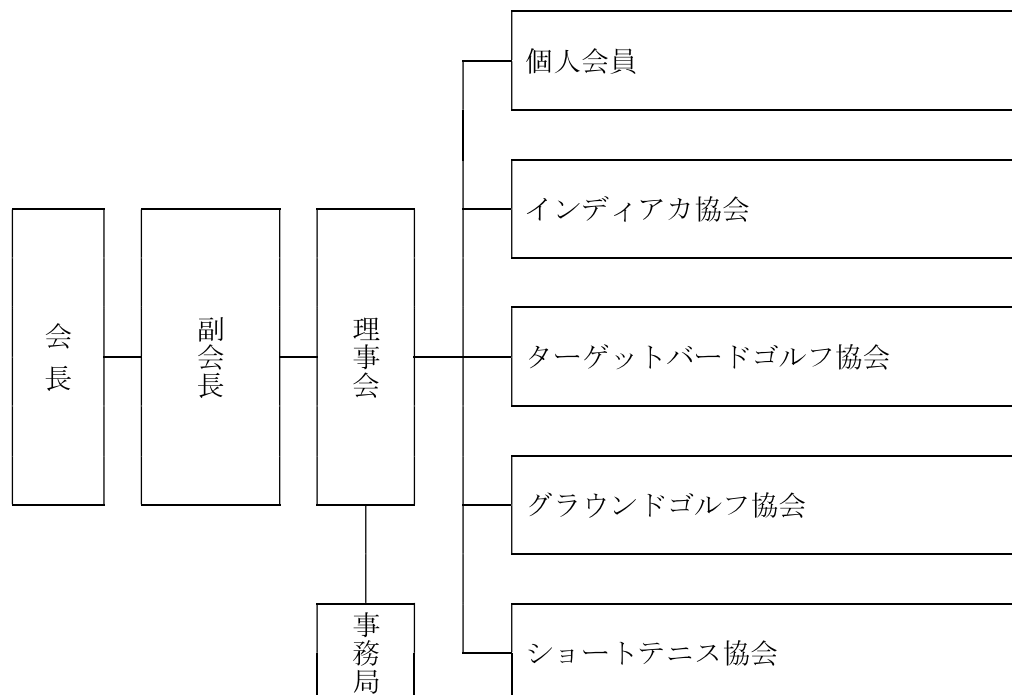 会長
副会長
理事会
事務局
個人会員
インディアカ協会
ターゲットバードゴルフ協会
グラウンドゴルフ協会
ショートテニス協会